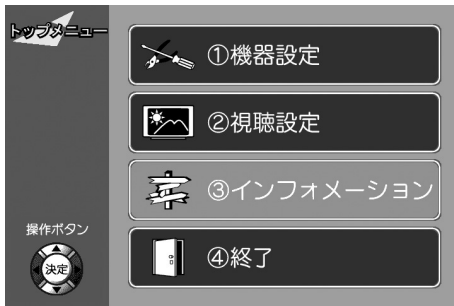 トップメニュー
①機器設定
②視聴設定
③インフォメーション
④終了
操作ボタン
決定